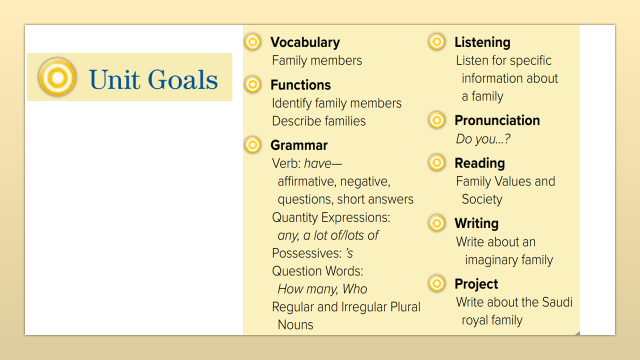 Unit Goals
Vocabulary
Family members
Functions
Identify family members
Describe families
Grammar
Verb: have—
affirmative, negative,
questions, short answers
Quantity Expressions:
any, a lot of/lots of
Possessives: ’s
Question Words:
How many, Who
Regular and Irregular Plural
Nouns
Listening
Listen for specific
information about
a family
Pronunciation
Do you...?
Reading
Family Values and
Society
Writing
Write about an
imaginary family
Project
Write about the Saudi
royal family